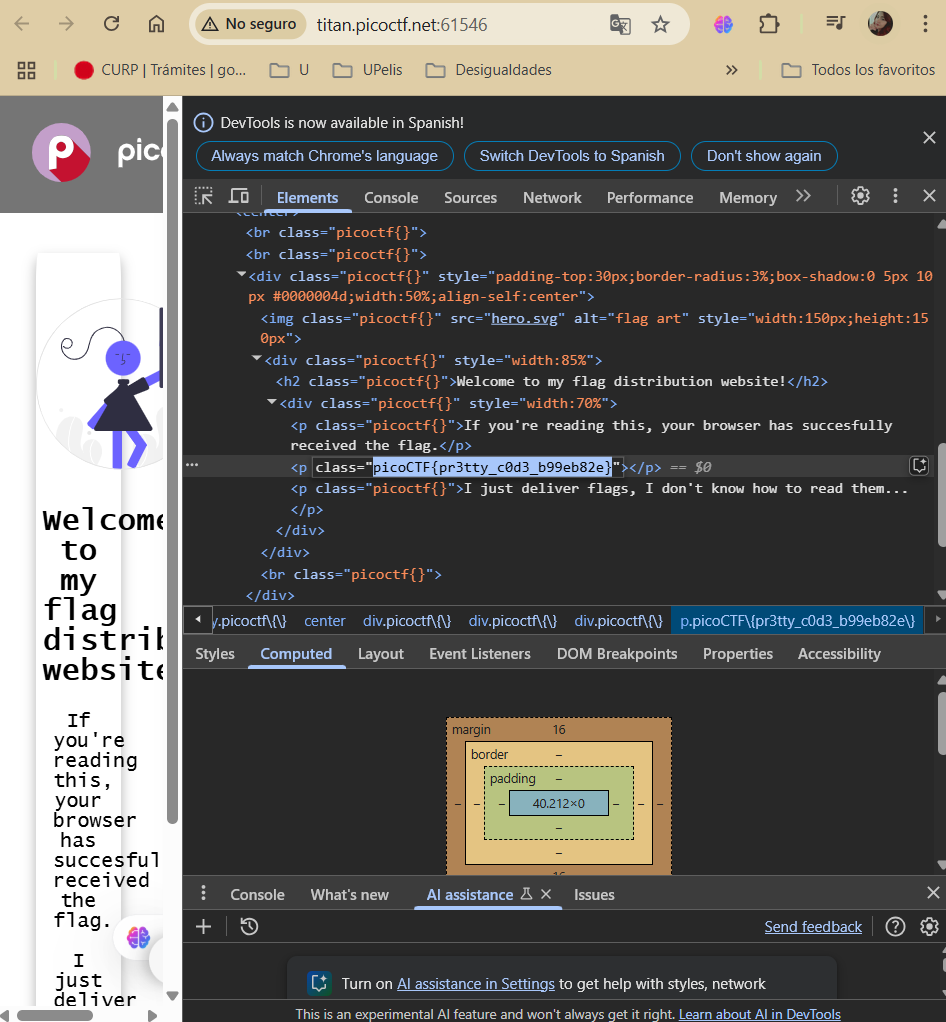 No seguro
titan.picoctf.net:61546
CURP | Trámites | go...
U
UPelis
Desigualdades
»
Todos los favoritos
DevTools is now available in Spanish!
Always match Chrome's language
Switch DevTools to Spanish
Don't show again
Elements
Console
Sources
Network
Performance
Memory
<center>
<br class="picoctf{}">
<br class="picoctf{}">
<div class="picoctf{}" style="padding-top:30px;border-radius:3%;box-shadow:0 5px 10
px #0000004d;width:50%;align-self:center">
<img class="picoctf{}" src="hero.svg" alt="flag art" style="width:150px;height:15
0px">
<div class="picoctf{}" style="width:85%">
<h2 class="picoctf{}">Welcome to my flag distribution website!</h2>
<div class="picoctf{}" style="width:70%">
<p class="picoctf{}">If you're reading this, your browser has succesfully
received the flag.</p>
<p class="picoCTF{pr3tty_c0d3_b99eb82e}"></p> == $0
<p class="picoctf{}">I just deliver flags, I don't know how to read them...
</p>
</div>
</div>
<br class="picoctf{}">
</div>
y.picoctf\{\}
center
div.picoctf\{\}
div.picoctf\{\}
div.picoctf\{\}
p.picoCTF\{pr3tty_c0d3_b99eb82e\}
Styles
Computed
Layout
Event Listeners
DOM Breakpoints
Properties
Accessibility
margin
16
border
–
padding
–
– – – 40.212×0 – – –
–
–
16
Console
What's new
AI assistance
Issues
Send feedback
Turn on AI assistance in Settings to get help with styles, network
This is an experimental AI feature and won't always get it right. Learn about AI in DevTools
pico
Welcome
to
my
flag
distrib
website
If
you're
reading
this,
your
browser
has
succesful
received
the
flag.
I
just
deliver